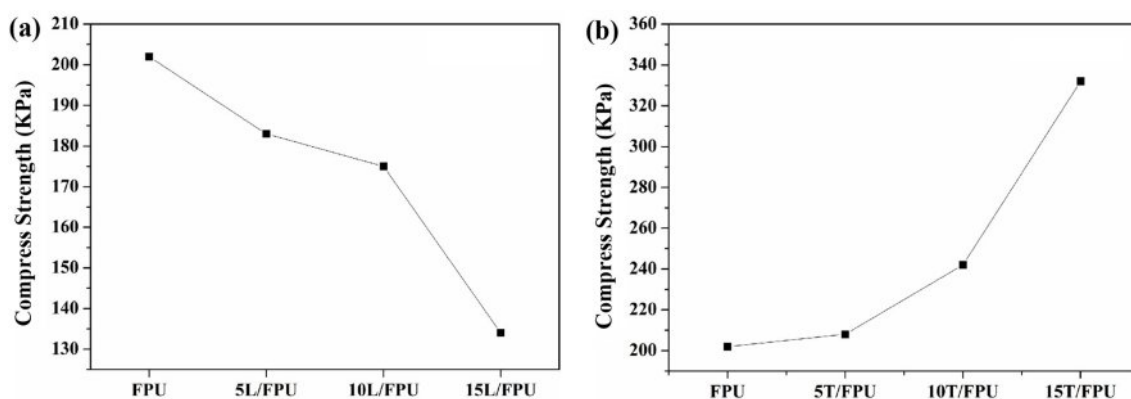 (a)
Compress Strength (KPa)
210
200
190
180
170
160
150
140
130
FPU
5L/FPU
10L/FPU
15L/FPU
(b)
Compress Strength (KPa)
360
340
320
300
280
260
240
220
200
FPU
5T/FPU
10T/FPU
15T/FPU